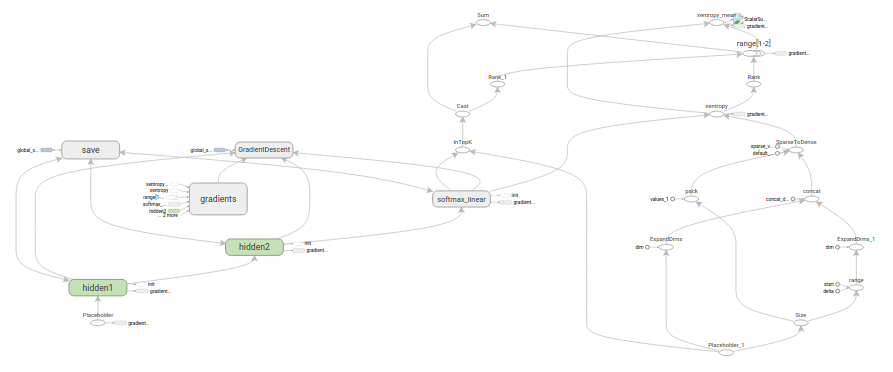 Sum
xentropy_mean
ScalarSu...
gradient...
range[1-2]
gradient...
Rank_1
Rank
Cast
xentropy
gradient...
global_s...
save
global_s...
GradientDescent
InTopK
SparseToDense
sparse_v...
default_...
xentropy...
xentropy
softmax_...
hidden2
... 2 more
gradients
softmax_linear
init
gradient...
pack
values_1
concat
concat_d...
hidden2
init
gradient...
ExpandDims
dim
ExpandDims_1
dim
hidden1
init
gradient...
range
start
delta
Placeholder
gradient...
Size
Placeholder_1